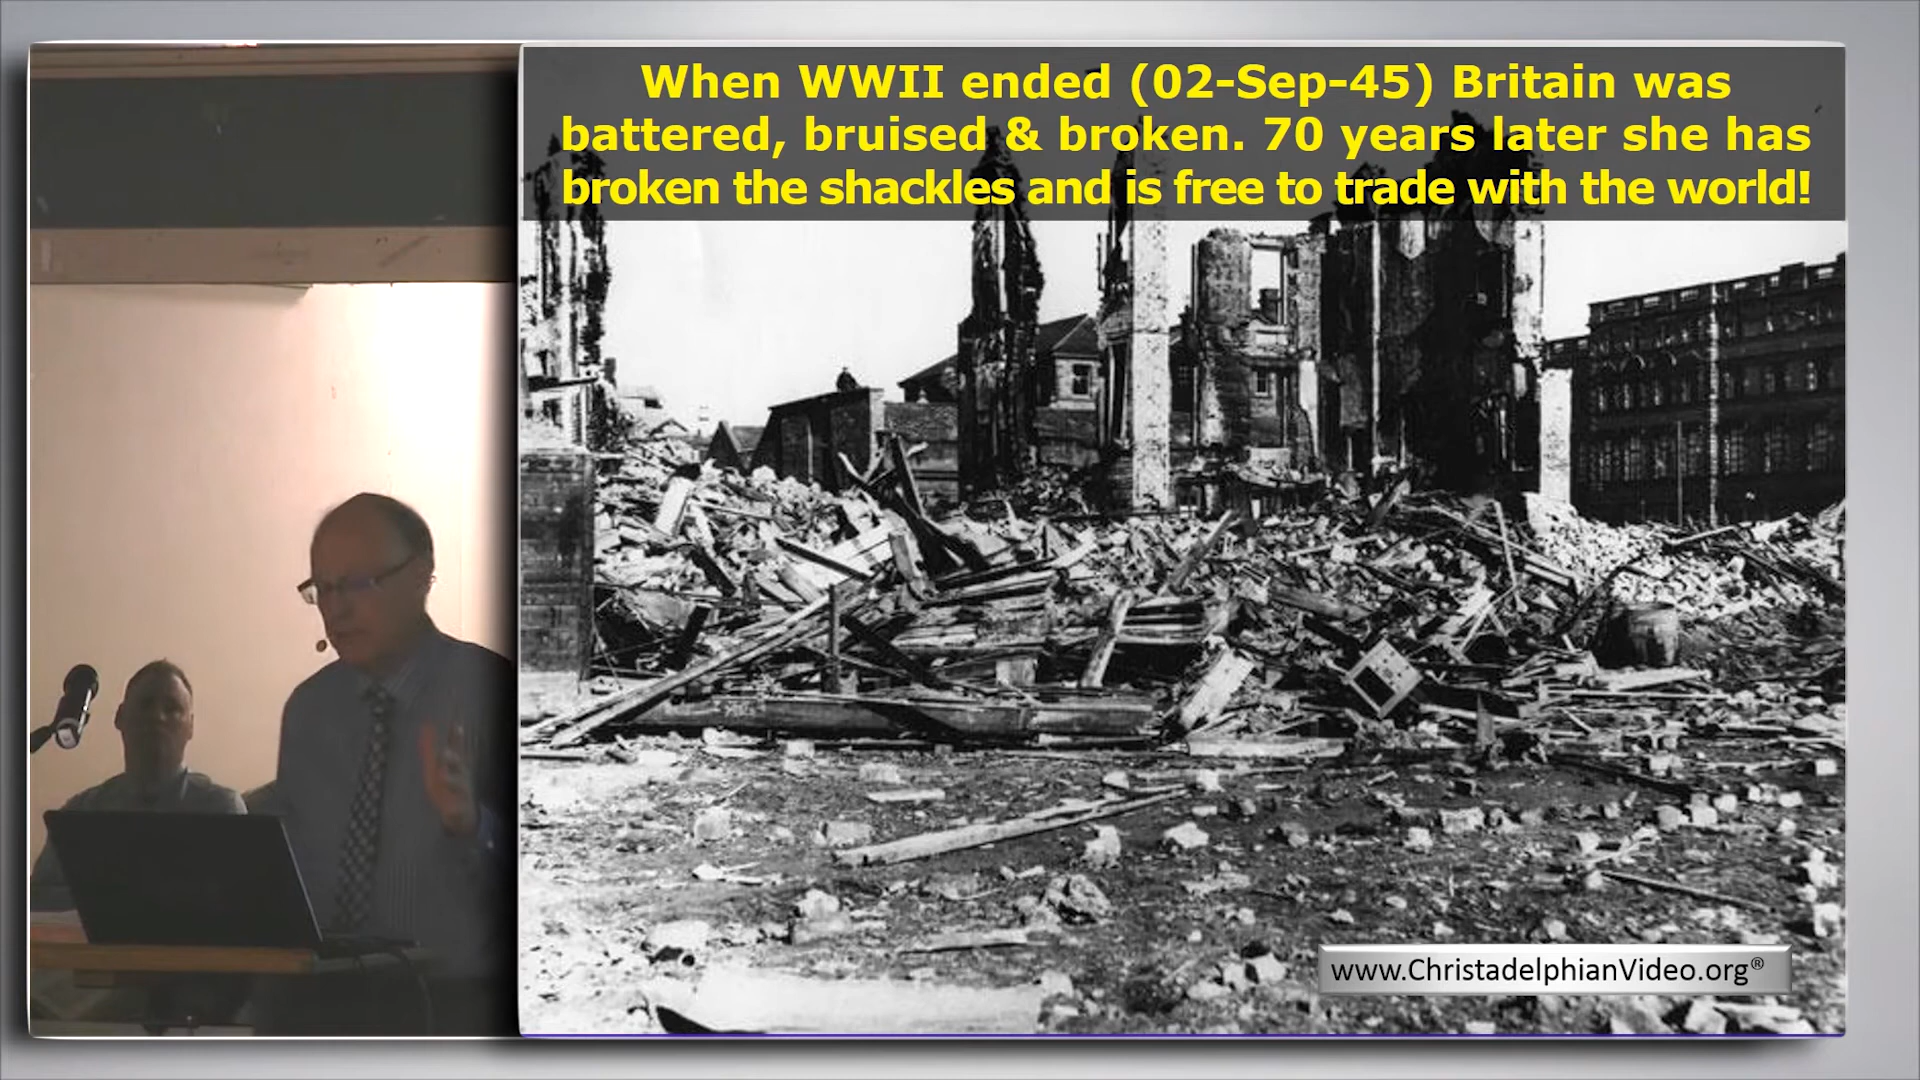 When WWII ended (02-Sep-45) Britain was
battered, bruised & broken. 70 years later she has
broken the shackles and is free to trade with the world!
www.ChristadelphianVideo.org®